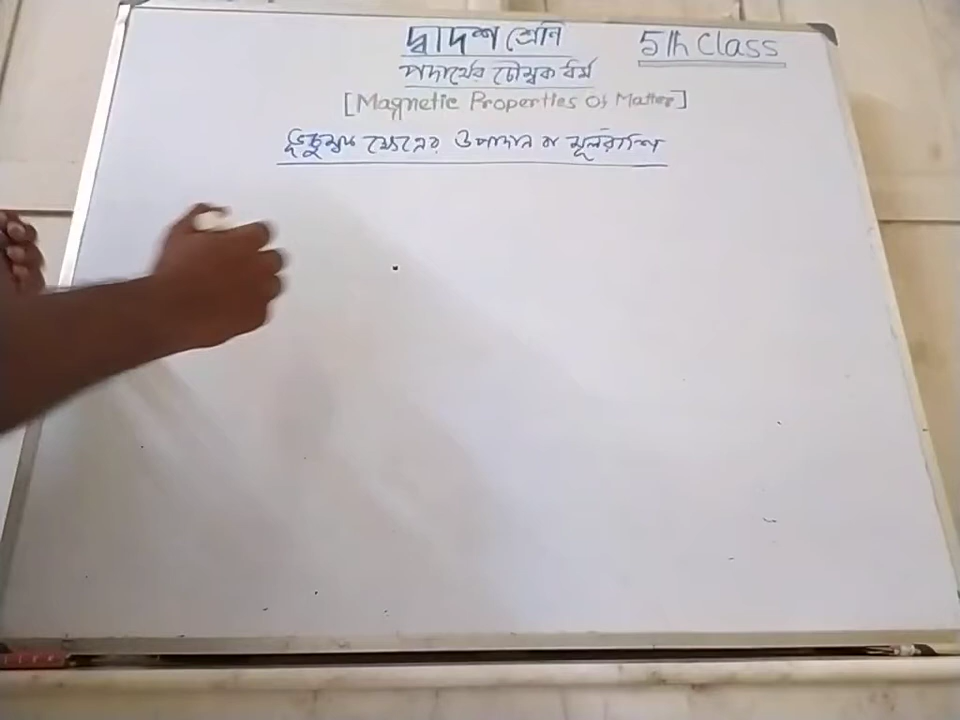 দ্বাদশ শ্রেণি
5th Class
পদার্থের চৌম্বক ধর্ম
[Magnetic Properties Of Matter]
ভূচুম্বক ক্ষেত্রের উপাদান বা মূলরাশি